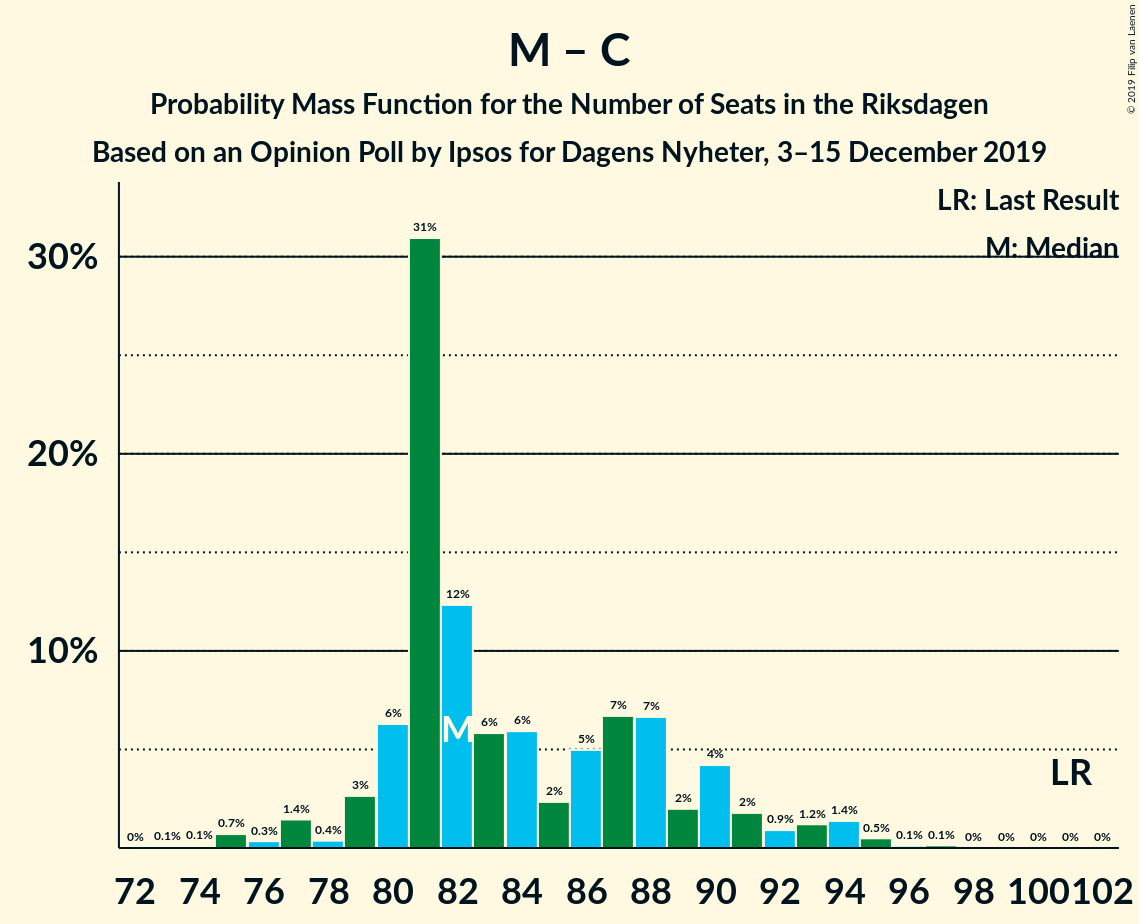 M – C
Probability Mass Function for the Number of Seats in the Riksdagen
Based on an Opinion Poll by Ipsos for Dagens Nyheter, 3–15 December 2019
© 2019 Filip van Laenen
LR: Last Result
M: Median
30%
20%
10%
0% 0.1% 0.1% 0.7% 0.3% 1.4% 0.4% 3% 6% 31% 12% 6% 6% 2% 5% 7% 7% 2% 4% 2% 0.9% 1.2% 1.4% 0.5% 0.1% 0.1% 0% 0% 0% 0% 0%
M
LR
72 74 76 78 80 82 84 86 88 90 92 94 96 98 100 102